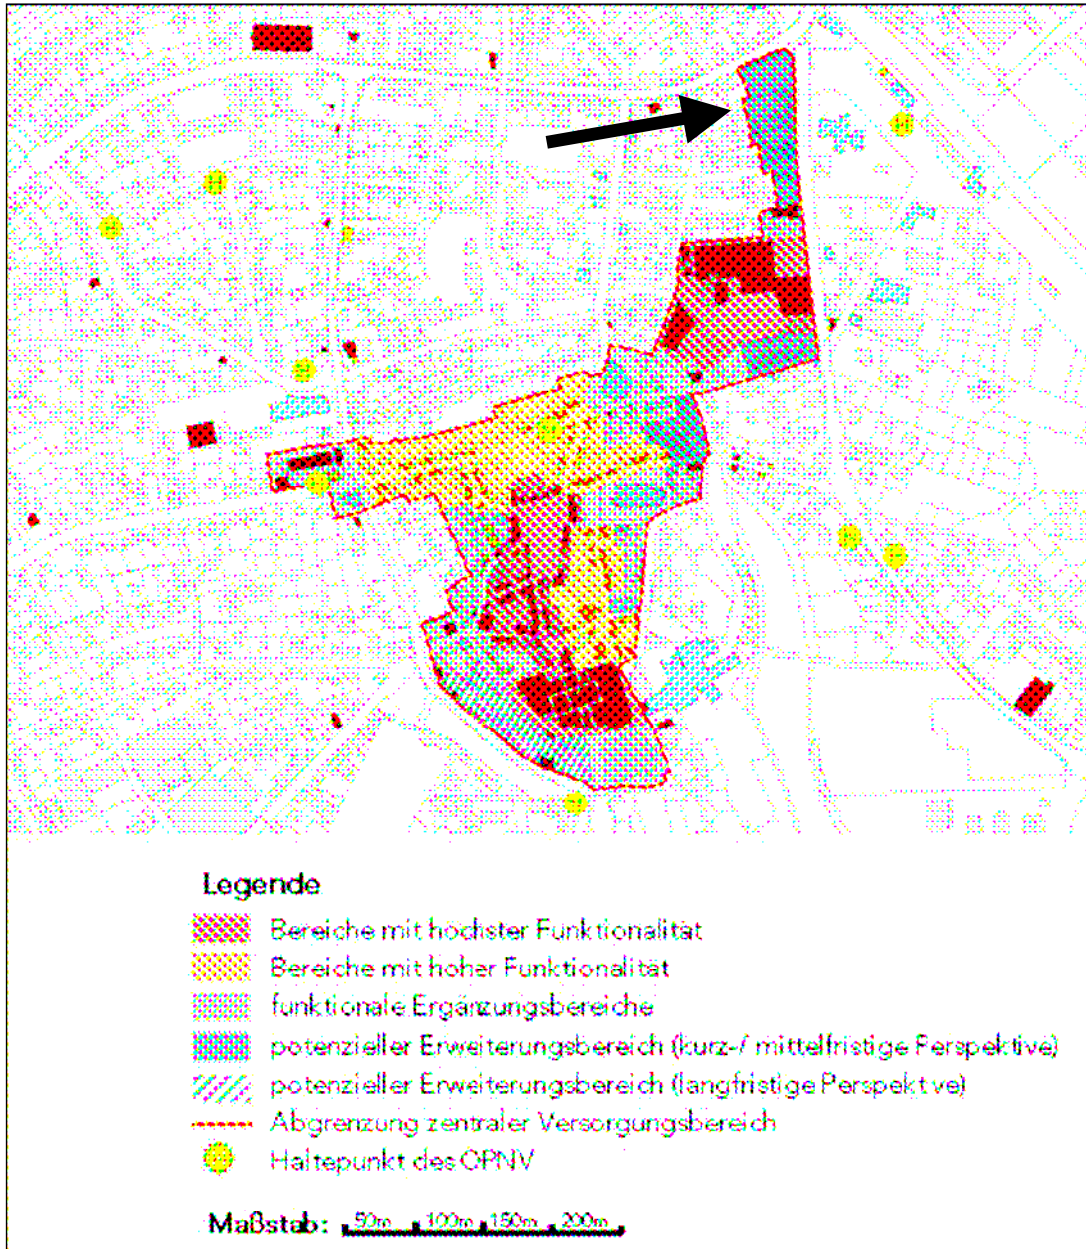 Legende
Bereiche mit höchster Funktionalität
Bereiche mit hoher Funktionalität
funktionale Ergänzungsbereiche
potenzieller Erweiterungsbereich (kurz-/ mittelfristige Perspektive)
potenzieller Erweiterungsbereich (langfristige Perspektive)
Abgrenzung zentraler Versorgungsbereich
H Haltepunkt des ÖPNV
Maßstab: 50m 100m 150m 200m